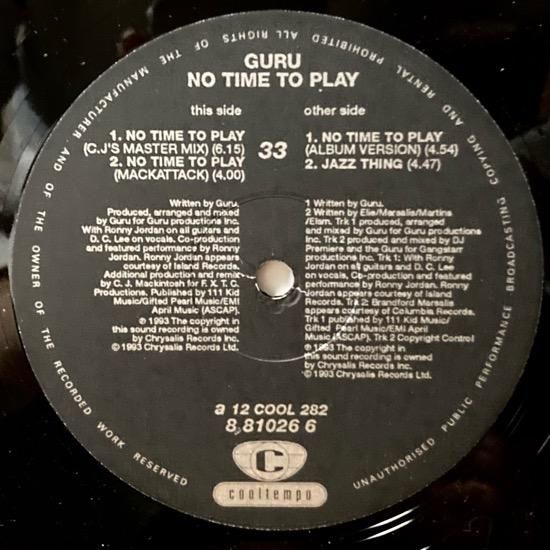 GURU
NO TIME TO PLAY
this side
1. NO TIME TO PLAY
(C.J'S MASTER MIX) (6.15)
2. NO TIME TO PLAY
(MACKATTACK) (4.00)
33
other side
1. NO TIME TO PLAY
(ALBUM VERSION) (4.54)
2. JAZZ THING (4.47)
Written by Guru.
Produced, arranged and mixed
by Guru for Guru productions Inc.
With Ronny Jordan on all guitars and
D. C. Lee on vocals. Co-production
and featured performance by Ronny
Jordan. Ronny Jordan appears
courtesy of Island Records.
Additional production and remix
by C. J. Mackintosh for F. X. T. C.
Productions. Published by 111 Kid
Music/Gifted Pearl Music/EMI
April Music (ASCAP).
℗ 1993 The copyright in
this sound recording is owned
by Chrysalis Records Inc.
© 1993 Chrysalis Records Ltd.
1 Written by Guru.
2 Written by Elie/Marsalis/Martins
/Elam. Trk 1 produced, arranged
and mixed by Guru for Guru productions
Inc. Trk 2 produced and mixed by DJ
Premiere and the Guru for Gangstarr
productions Inc. Trk 1: With Ronny
Jordan on all guitars and D. C. Lee
on vocals, Co-production and featured
performance by Ronny Jordan. Ronny
Jordan appears courtesy of Island
Records. Trk 2: Brandford Marsalis
appears courtesy of Columbia Records.
Trk 1 published by 111 Kid Music/
Gifted Pearl Music/EMI April
Music (ASCAP). Trk 2 Copyright Control
℗ 1993 The copyright in
this sound recording is owned
by Chrysalis Records Inc.
© 1993 Chrysalis Records Ltd.
a 12 COOL 282
8 81026 6
C
cooltempo
ALL RIGHTS OF THE MANUFACTURER AND OF THE OWNER OF THE RECORDED WORK RESERVED
UNAUTHORISED PUBLIC PERFORMANCE BROADCASTING COPYING AND RENTAL PROHIBITED